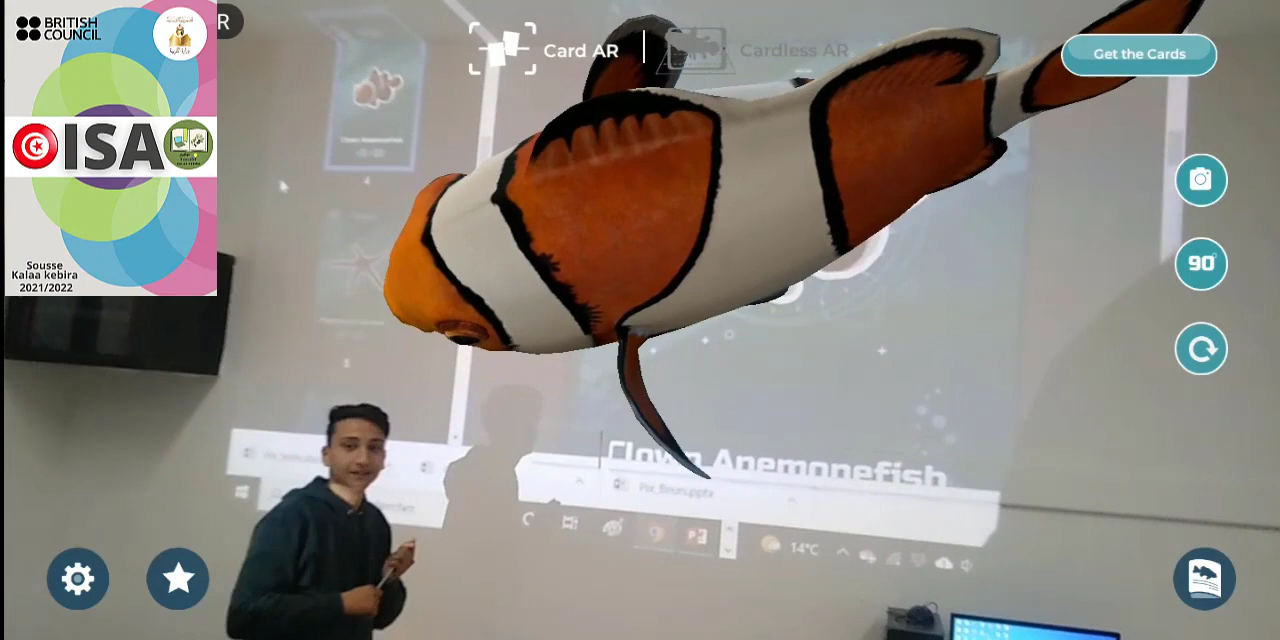 BRITISH
COUNCIL
R
Card AR
Cardless AR
Get the Cards
ISA
90°
Sousse
Kalaa kebira
2021/2022
Clown Anemonefish
14°C